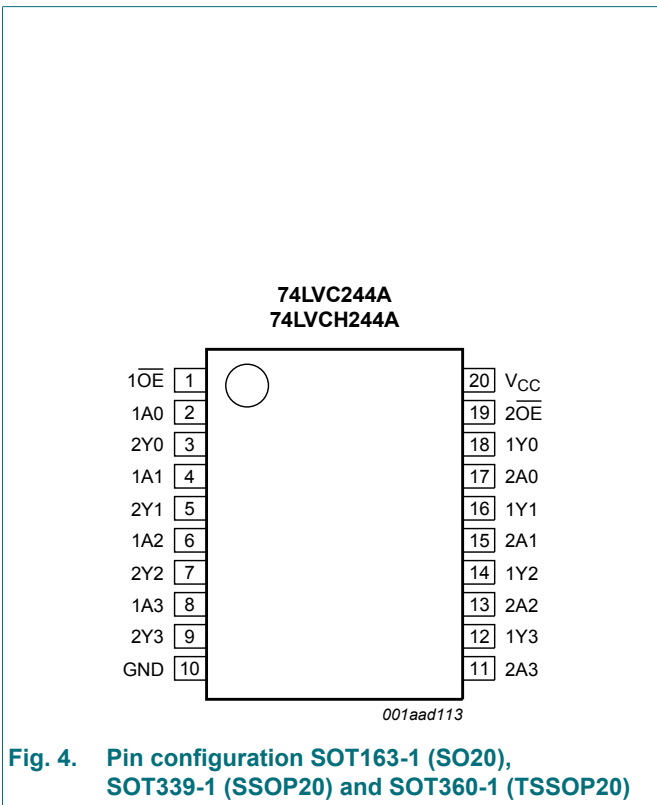 74LVC244A
74LVCH244A
1O̅E̅ 1 20 VCC
1A0 2 19 2O̅E̅
2Y0 3 18 1Y0
1A1 4 17 2A0
2Y1 5 16 1Y1
1A2 6 15 2A1
2Y2 7 14 1Y2
1A3 8 13 2A2
2Y3 9 12 1Y3
GND 10 11 2A3
001aad113
Fig. 4. Pin configuration SOT163-1 (SO20),
SOT339-1 (SSOP20) and SOT360-1 (TSSOP20)